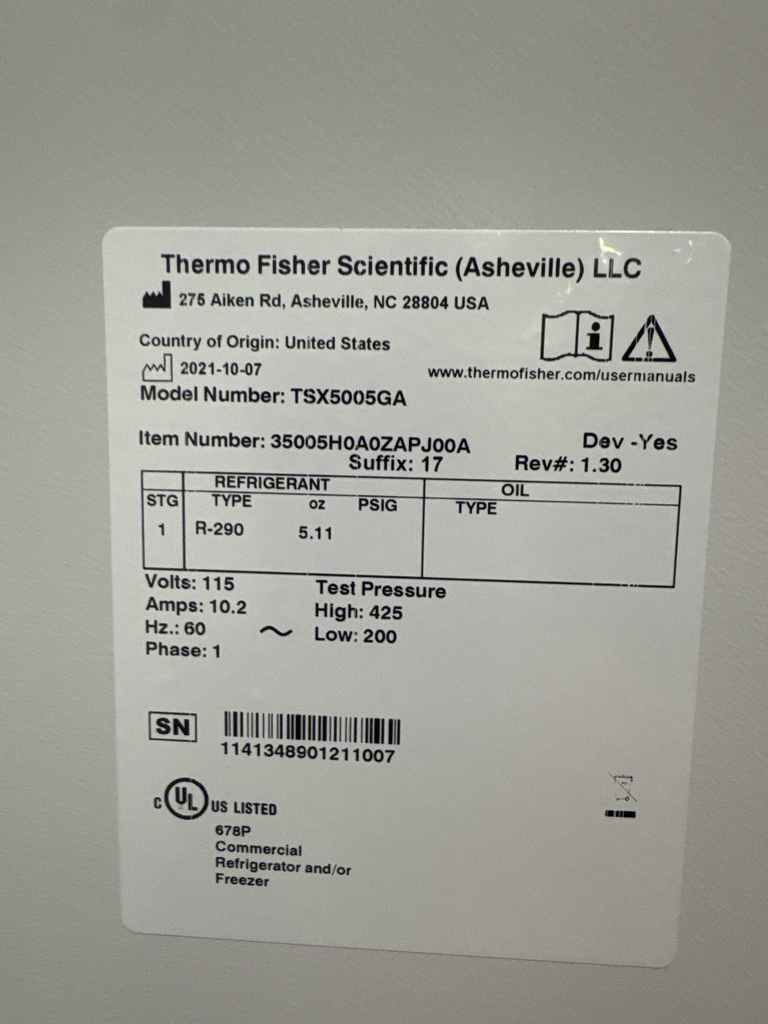 Thermo Fisher Scientific (Asheville) LLC
275 Aiken Rd, Asheville, NC 28804 USA
Country of Origin: United States
2021-10-07
www.thermofisher.com/usermanuals
Model Number: TSX5005GA
Item Number: 35005H0A0ZAPJ00A
Dev -Yes
Suffix: 17
Rev#: 1.30
REFRIGERANT
OIL
STG TYPE oz PSIG TYPE
1 R-290 5.11
Volts: 115
Amps: 10.2
Hz.: 60
Phase: 1
Test Pressure
High: 425
Low: 200
SN
1141348901211007
C UL US LISTED
678P
Commercial
Refrigerator and/or
Freezer